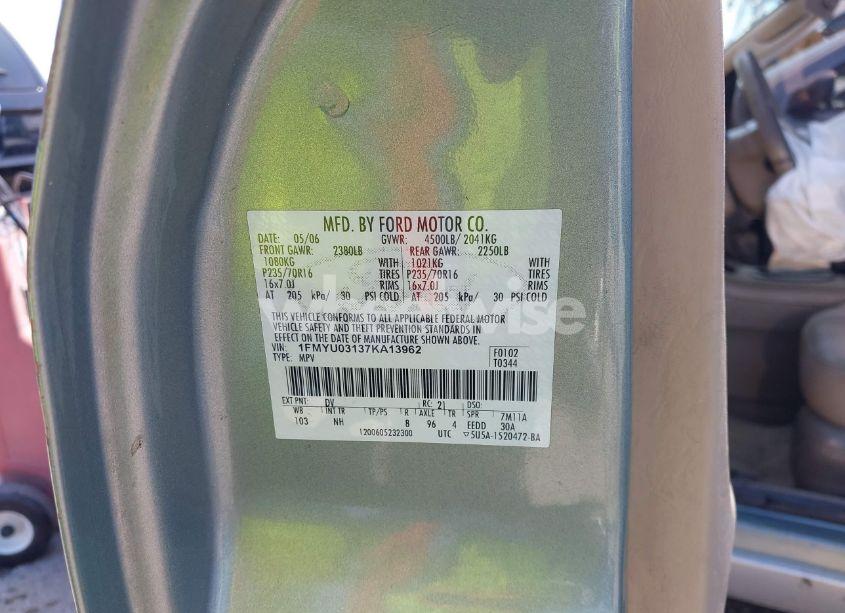 MFD. BY FORD MOTOR CO.
DATE: 05/06 GVWR: 4500LB/ 2041KG
FRONT GAWR: 2380LB REAR GAWR: 2250LB
1080KG WITH 1021KG WITH
P235/70R16 TIRES P235/70R16 TIRES
16x7.0J RIMS 16x7.0J RIMS
AT 205 kPa/ 30 PSI COLD AT 205 kPa/ 30 PSI COLD
THIS VEHICLE CONFORMS TO ALL APPLICABLE FEDERAL MOTOR
VEHICLE SAFETY AND THEFT PREVENTION STANDARDS IN
EFFECT ON THE DATE OF MANUFACTURE SHOWN ABOVE.
VIN: 1FMYU03137KA13962 F0102
TYPE: MPV T0344
EXT PNT: DV RC: 21 DSO:
WB INT TR TP/PS R AXLE TR SPR 7M11A
103 NH B 96 4 EEDD 30A
1200605232300 UTC ▽5U5A-1520472-BA